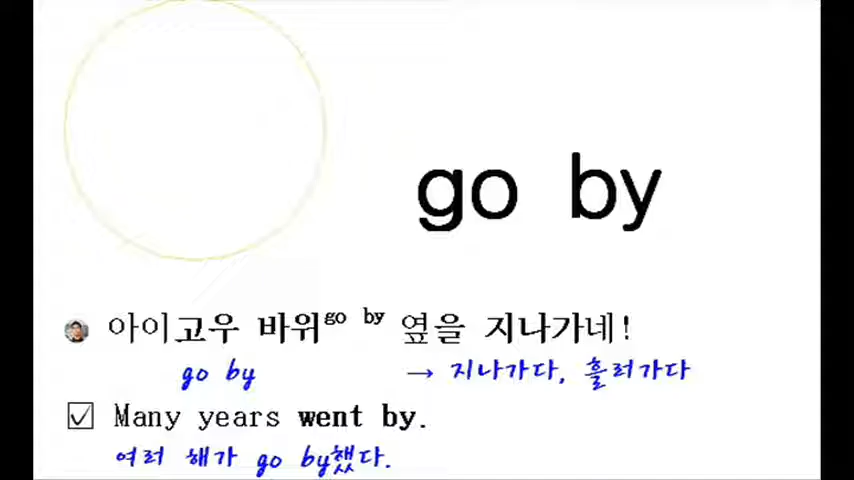 go by
아이고우 바위go by 옆을 지나가네!
go by → 지나가다, 흘러가다
☑ Many years went by.
여러 해가 go by했다.